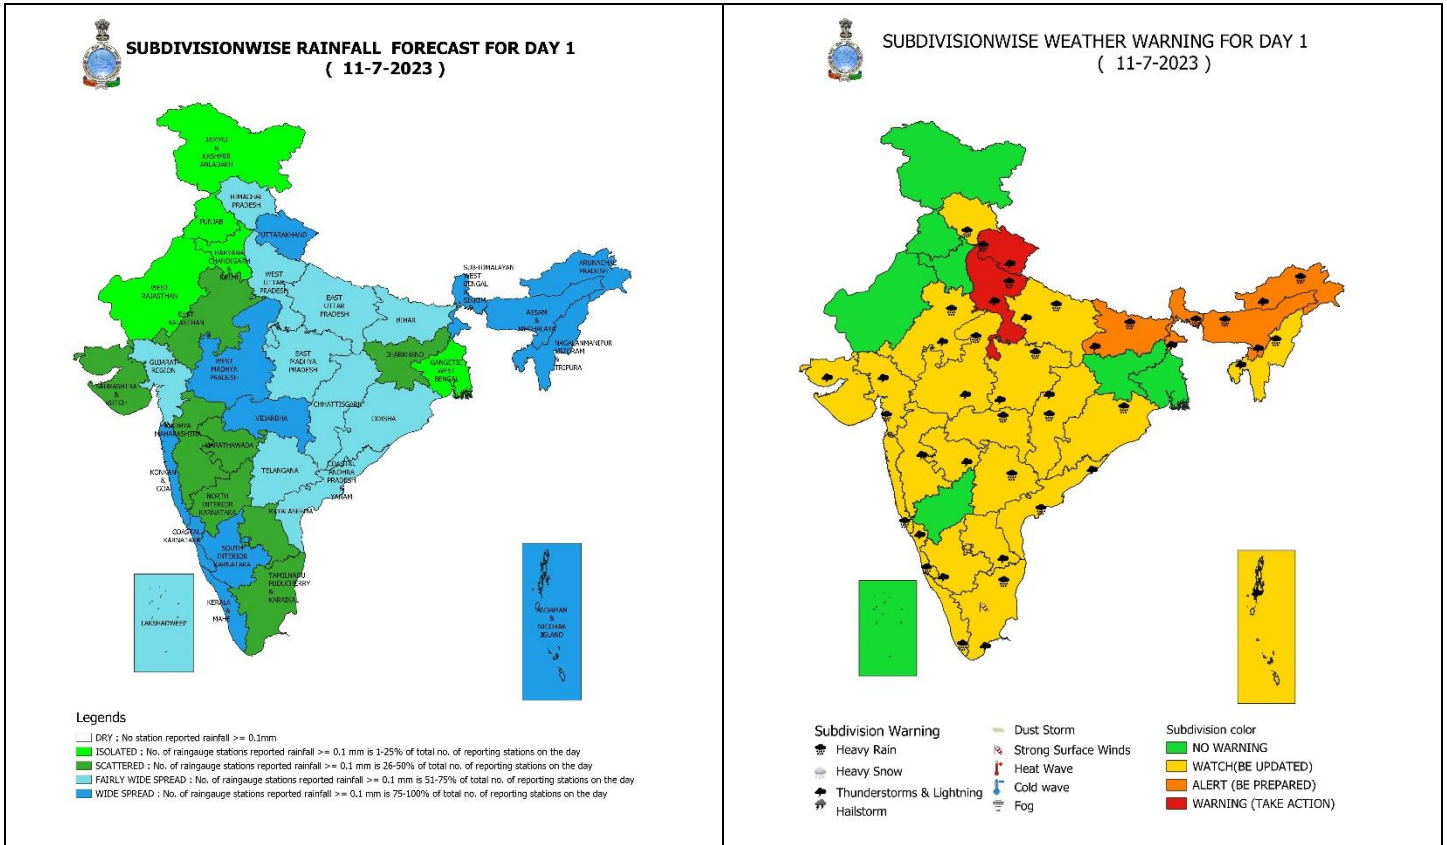 SUBDIVISIONWISE RAINFALL FORECAST FOR DAY 1
( 11-7-2023 )
JAMMU
&
KASHMIR
ANLADAKH
HIMACHAL
PRADESH
PUNJAB
UTTARAKHAND
HARYANA
CHANDIGARH
&
DELHI
WEST
RAJASTHAN
WEST
UTTAR
PRADESH
EAST
RAJASTHAN
EAST
UTTAR
PRADESH
BIHAR
SUB-HIMALAYAN
WEST
BENGAL
&
SIKKIM
ARUNACHAL
PRADESH
ASSAM
&
MEGHALAYA
NAGALANMANIPUR
MIZORAM
&
TRIPURA
GUJARAT
REGION
SAURASHTRA
&
KUTCH
WEST
MADHYA
PRADESH
EAST
MADHYA
PRADESH
JHARKHAND
GANGETIC
WEST
BENGAL
CHHATTISGARH
ODISHA
VIDARBHA
MADHYA
MAHARASHTRA
MARATHAWADA
KONKAN
&
GOA
TELANGANA
COASTAL
ANDHRA
PRADESH
&
YANAM
NORTH
INTERIOR
KARNATAKA
RAYALASEEMA
COASTAL
KARNATAKA
SOUTH
INTERIOR
KARNATAKA
TAMILNADU
PUDUCHERRY
&
KARAIKAL
KERALA
&
MAHE
LAKSHADWEEP
ANDAMAN
&
NICOBAR
ISLAND
Legends
DRY : No station reported rainfall >= 0.1mm
ISOLATED : No. of raingauge stations reported rainfall >= 0.1 mm is 1-25% of total no. of reporting stations on the day
SCATTERED : No. of raingauge stations reported rainfall >= 0.1 mm is 26-50% of total no. of reporting stations on the day
FAIRLY WIDE SPREAD : No. of raingauge stations reported rainfall >= 0.1 mm is 51-75% of total no. of reporting stations on the day
WIDE SPREAD : No. of raingauge stations reported rainfall >= 0.1 mm is 75-100% of total no. of reporting stations on the day
SUBDIVISIONWISE WEATHER WARNING FOR DAY 1
( 11-7-2023 )
Subdivision Warning
Heavy Rain
Heavy Snow
Thunderstorms & Lightning
Hailstorm
Dust Storm
Strong Surface Winds
Heat Wave
Cold wave
Fog
Subdivision color
NO WARNING
WATCH(BE UPDATED)
ALERT (BE PREPARED)
WARNING (TAKE ACTION)